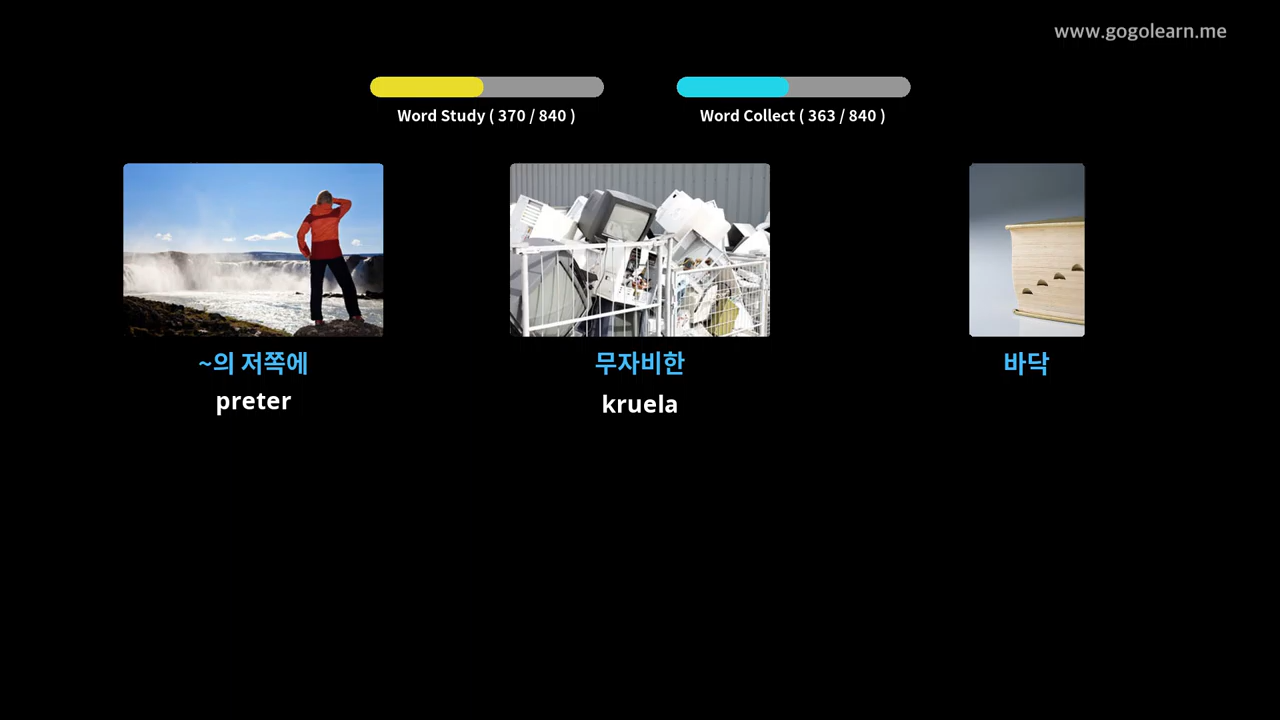 www.gogolearn.me
Word Study ( 370 / 840 )
Word Collect ( 363 / 840 )
~의 저쪽에
preter
무자비한
kruela
바닥